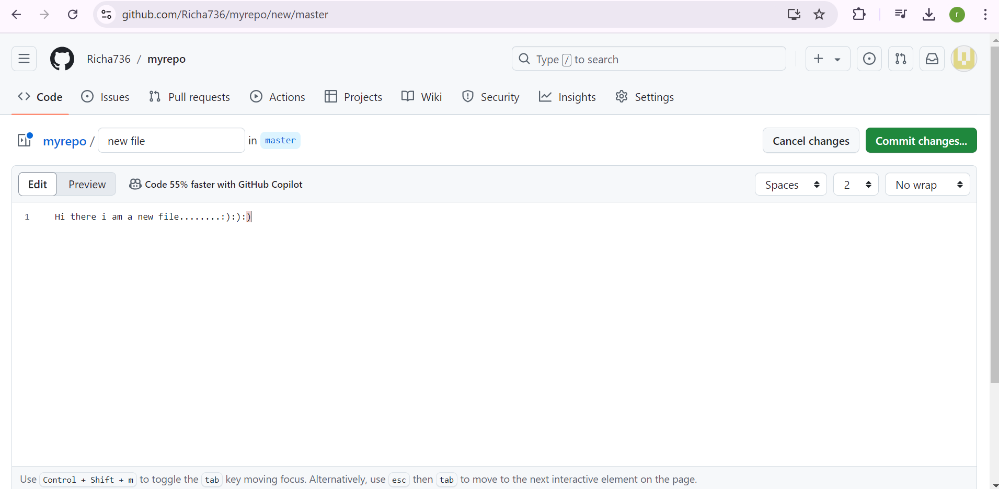 github.com/Richa736/myrepo/new/master
r
Richa736 / myrepo
Type / to search
Code Issues Pull requests Actions Projects Wiki Security Insights Settings
myrepo / new file in master
Cancel changes Commit changes...
Edit Preview Code 55% faster with GitHub Copilot
Spaces 2 No wrap
1 Hi there i am a new file........:):):)
Use Control + Shift + m to toggle the tab key moving focus. Alternatively, use esc then tab to move to the next interactive element on the page.